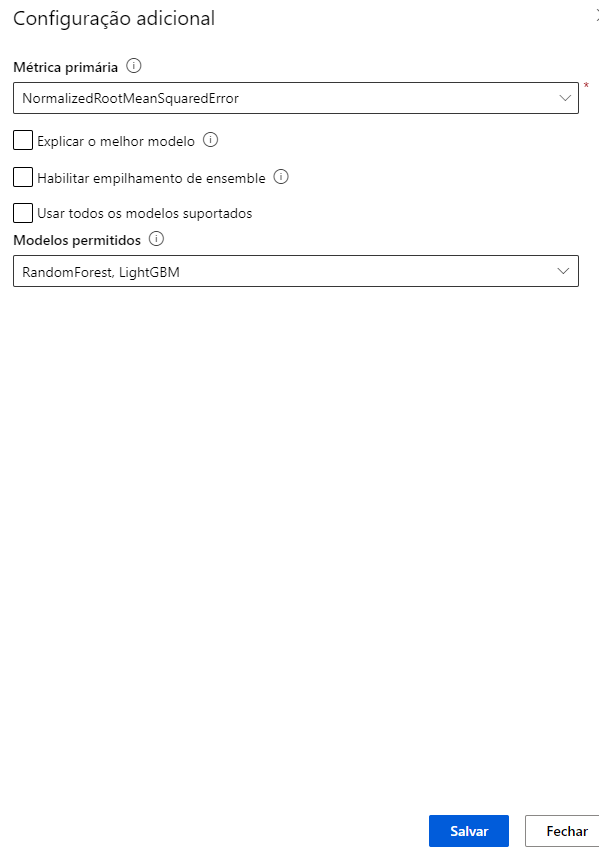 Configuração adicional
Métrica primária
NormalizedRootMeanSquaredError
*
Explicar o melhor modelo
Habilitar empilhamento de ensemble
Usar todos os modelos suportados
Modelos permitidos
RandomForest, LightGBM
Salvar
Fechar